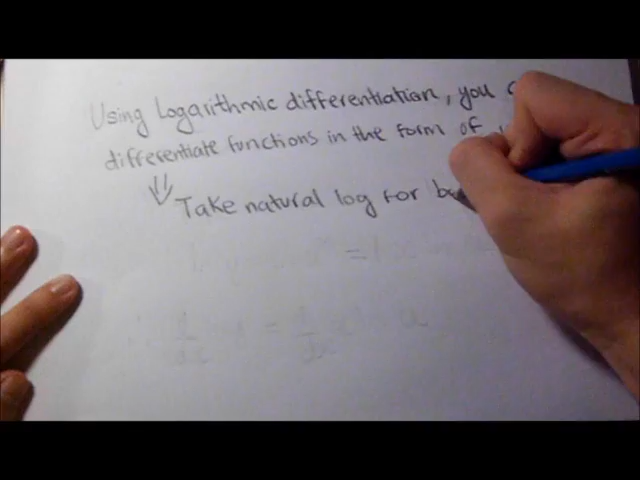 Using Logarithmic differentiation, you
differentiate functions in the form of
Take natural log for
=